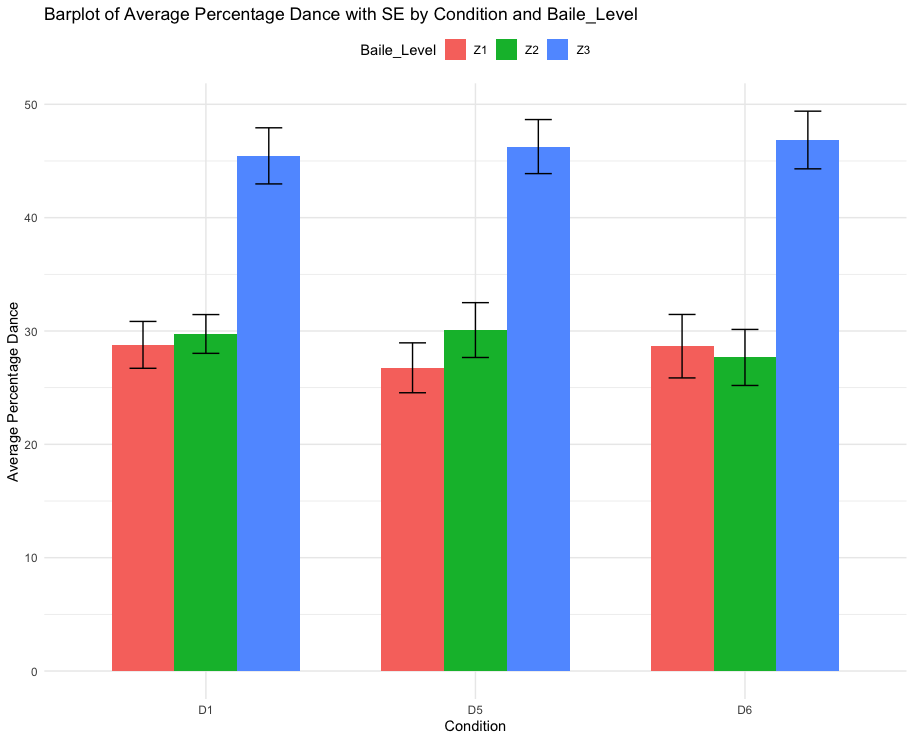 Barplot of Average Percentage Dance with SE by Condition and Baile_Level
Baile_Level Z1 Z2 Z3
Average Percentage Dance
50
40
30
20
10
0
D1 D5 D6
Condition